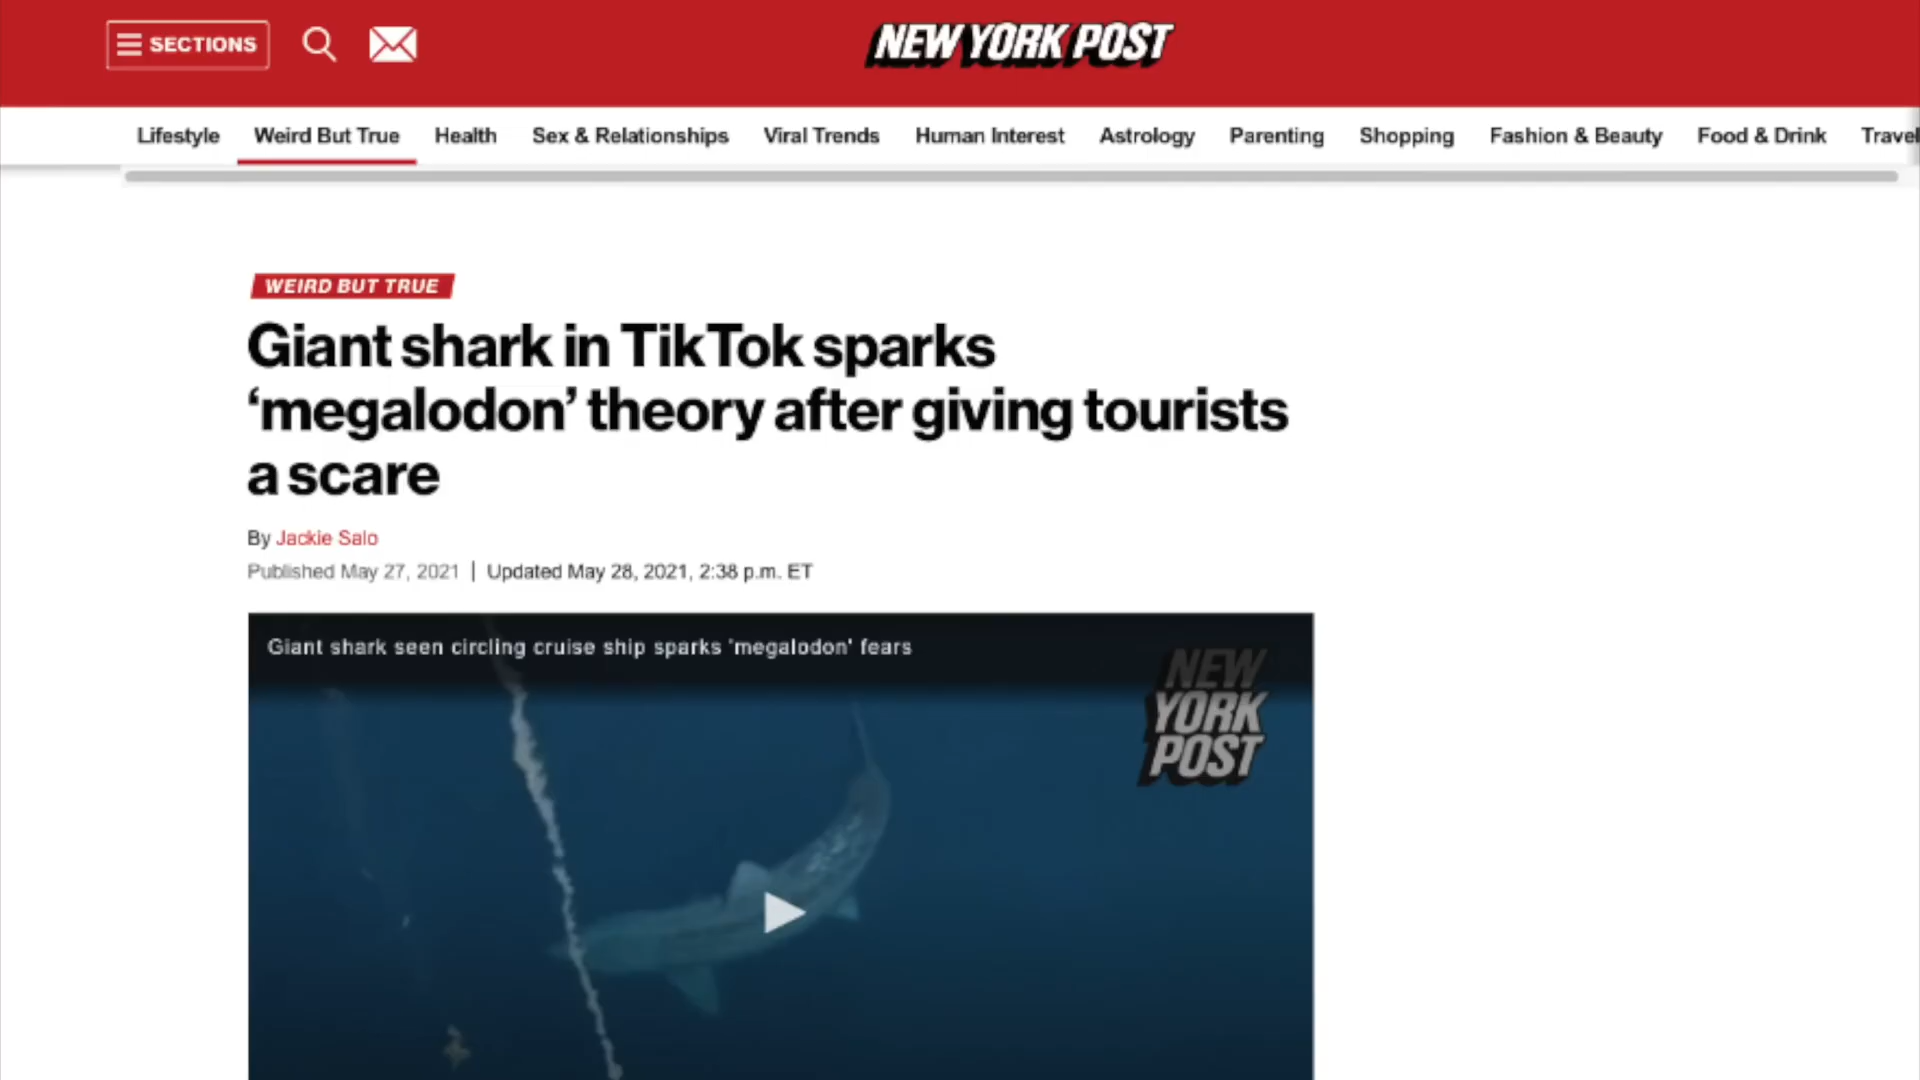 SECTIONS
NEW YORK POST
Lifestyle Weird But True Health Sex & Relationships Viral Trends Human Interest Astrology Parenting Shopping Fashion & Beauty Food & Drink Travel
WEIRD BUT TRUE
Giant shark in TikTok sparks
‘megalodon’ theory after giving tourists
a scare
By Jackie Salo
Published May 27, 2021 | Updated May 28, 2021, 2:38 p.m. ET
Giant shark seen circling cruise ship sparks 'megalodon' fears
NEW
YORK
POST